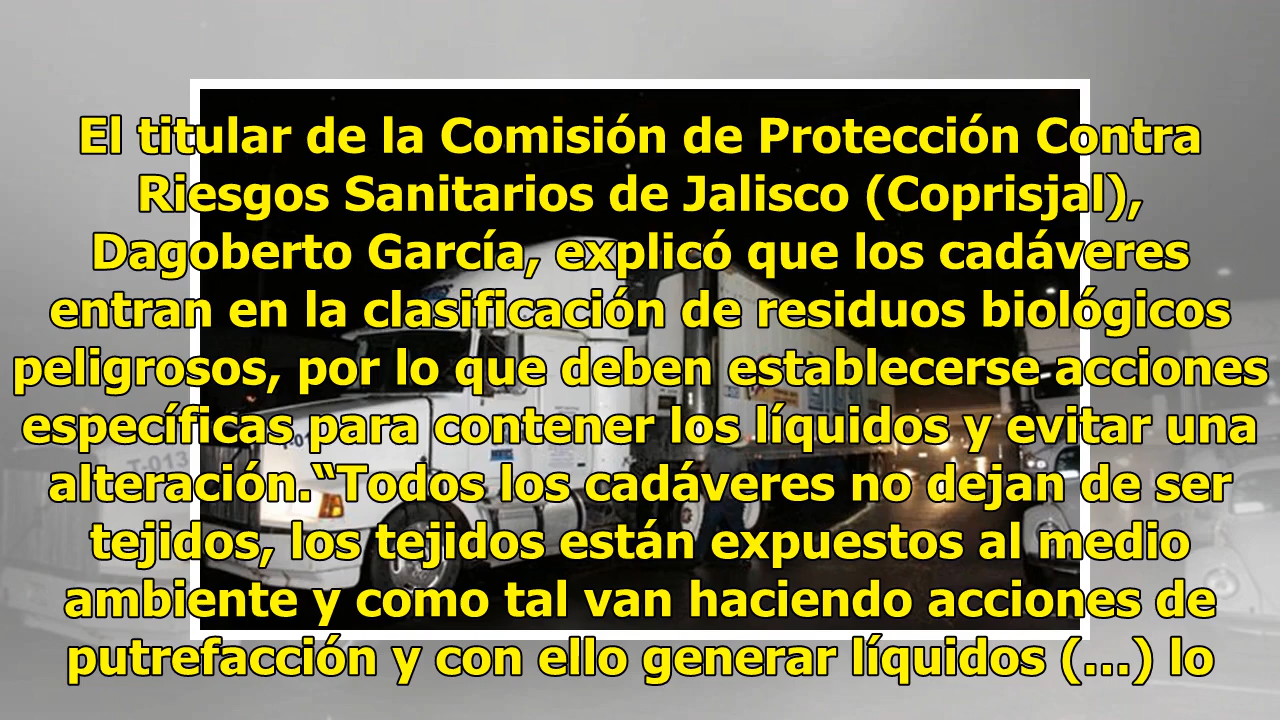 El titular de la Comisión de Protección Contra
Riesgos Sanitarios de Jalisco (Coprisjal),
Dagoberto García, explicó que los cadáveres
entran en la clasificación de residuos biológicos
peligrosos, por lo que deben establecerse acciones
específicas para contener los líquidos y evitar una
alteración.“Todos los cadáveres no dejan de ser
tejidos, los tejidos están expuestos al medio
ambiente y como tal van haciendo acciones de
putrefacción y con ello generar líquidos (...) lo
T-013